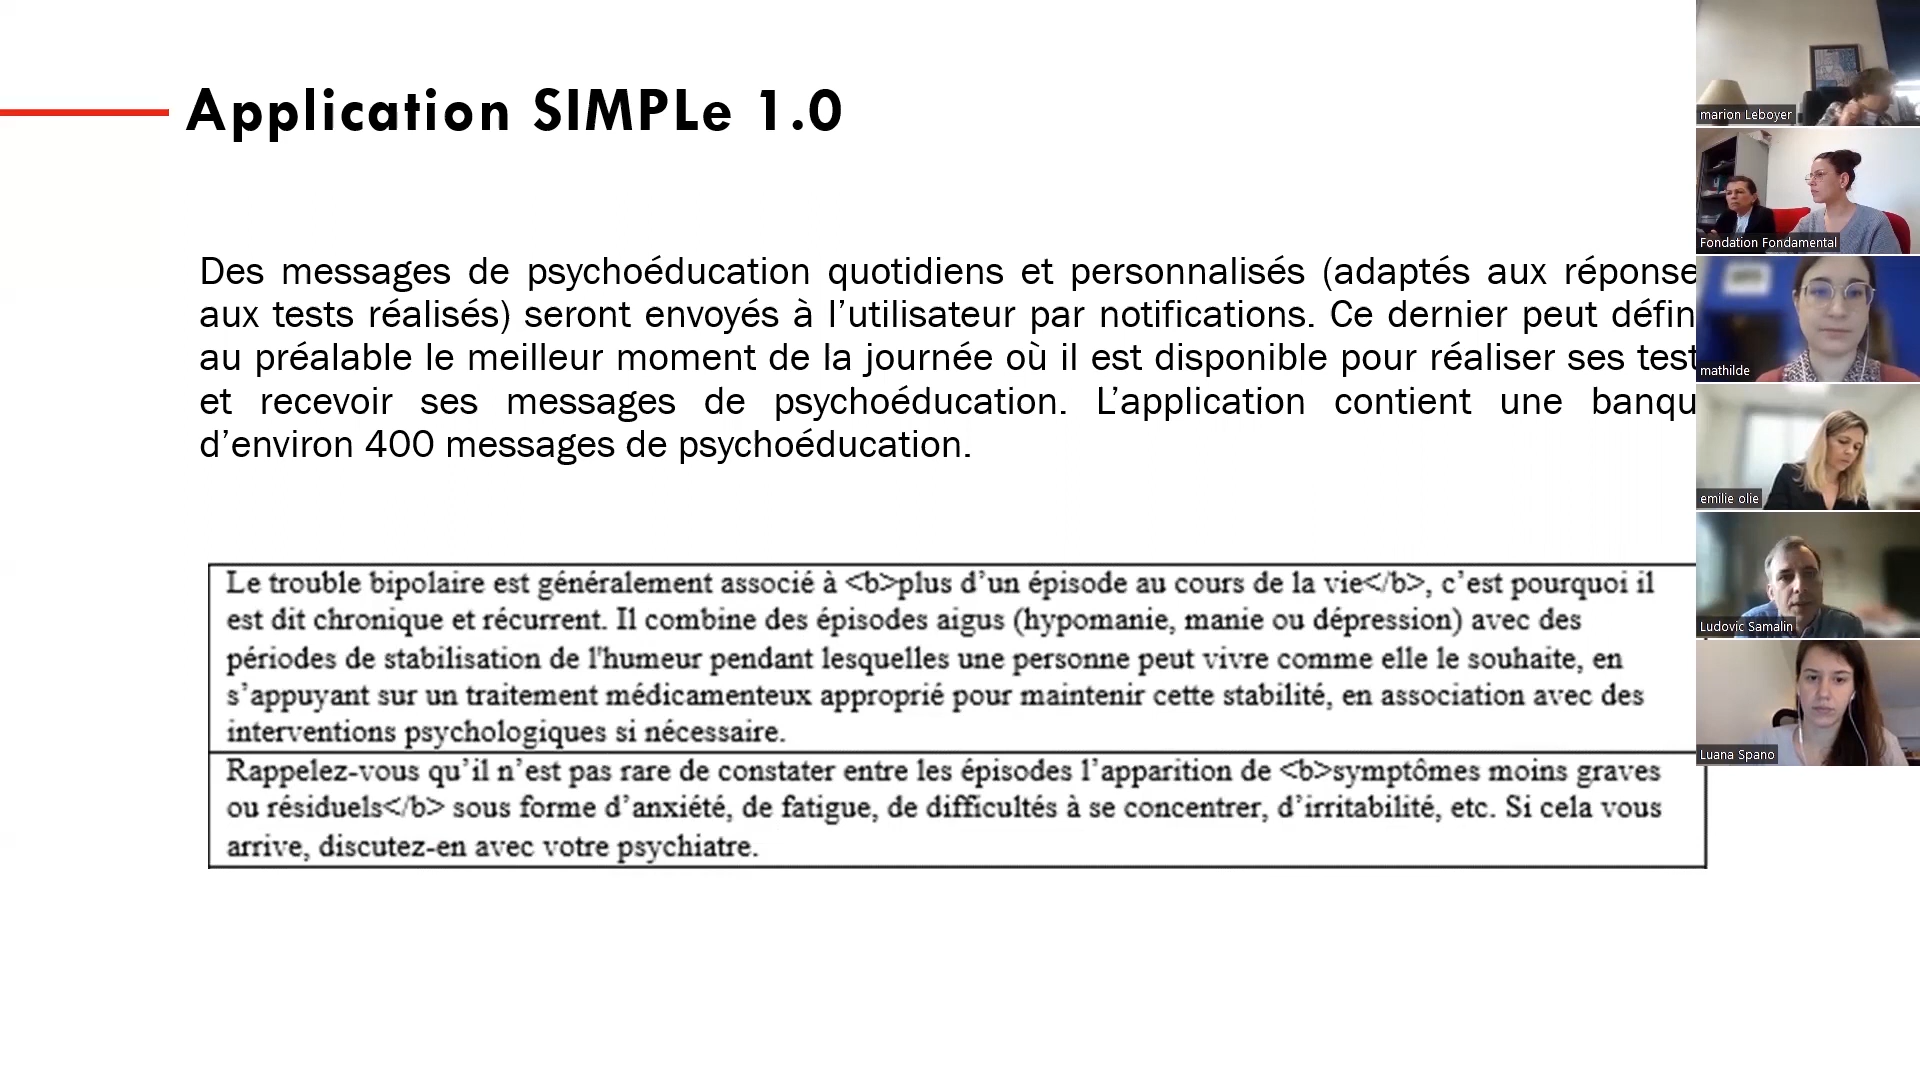 Application SIMPLe 1.0
Des messages de psychoéducation quotidiens et personnalisés (adaptés aux réponse
aux tests réalisés) seront envoyés à l’utilisateur par notifications. Ce dernier peut défin
au préalable le meilleur moment de la journée où il est disponible pour réaliser ses test
et recevoir ses messages de psychoéducation. L’application contient une banqu
d’environ 400 messages de psychoéducation.
Le trouble bipolaire est généralement associé à <b>plus d’un épisode au cours de la vie</b>, c’est pourquoi il
est dit chronique et récurrent. Il combine des épisodes aigus (hypomanie, manie ou dépression) avec des
périodes de stabilisation de l'humeur pendant lesquelles une personne peut vivre comme elle le souhaite, en
s’appuyant sur un traitement médicamenteux approprié pour maintenir cette stabilité, en association avec des
interventions psychologiques si nécessaire.
Rappelez-vous qu’il n’est pas rare de constater entre les épisodes l’apparition de <b>symptômes moins graves
ou résiduels</b> sous forme d’anxiété, de fatigue, de difficultés à se concentrer, d’irritabilité, etc. Si cela vous
arrive, discutez-en avec votre psychiatre.
marion Leboyer
Fondation Fondamental
mathilde
emilie olie
Ludovic Samalin
Luana Spano